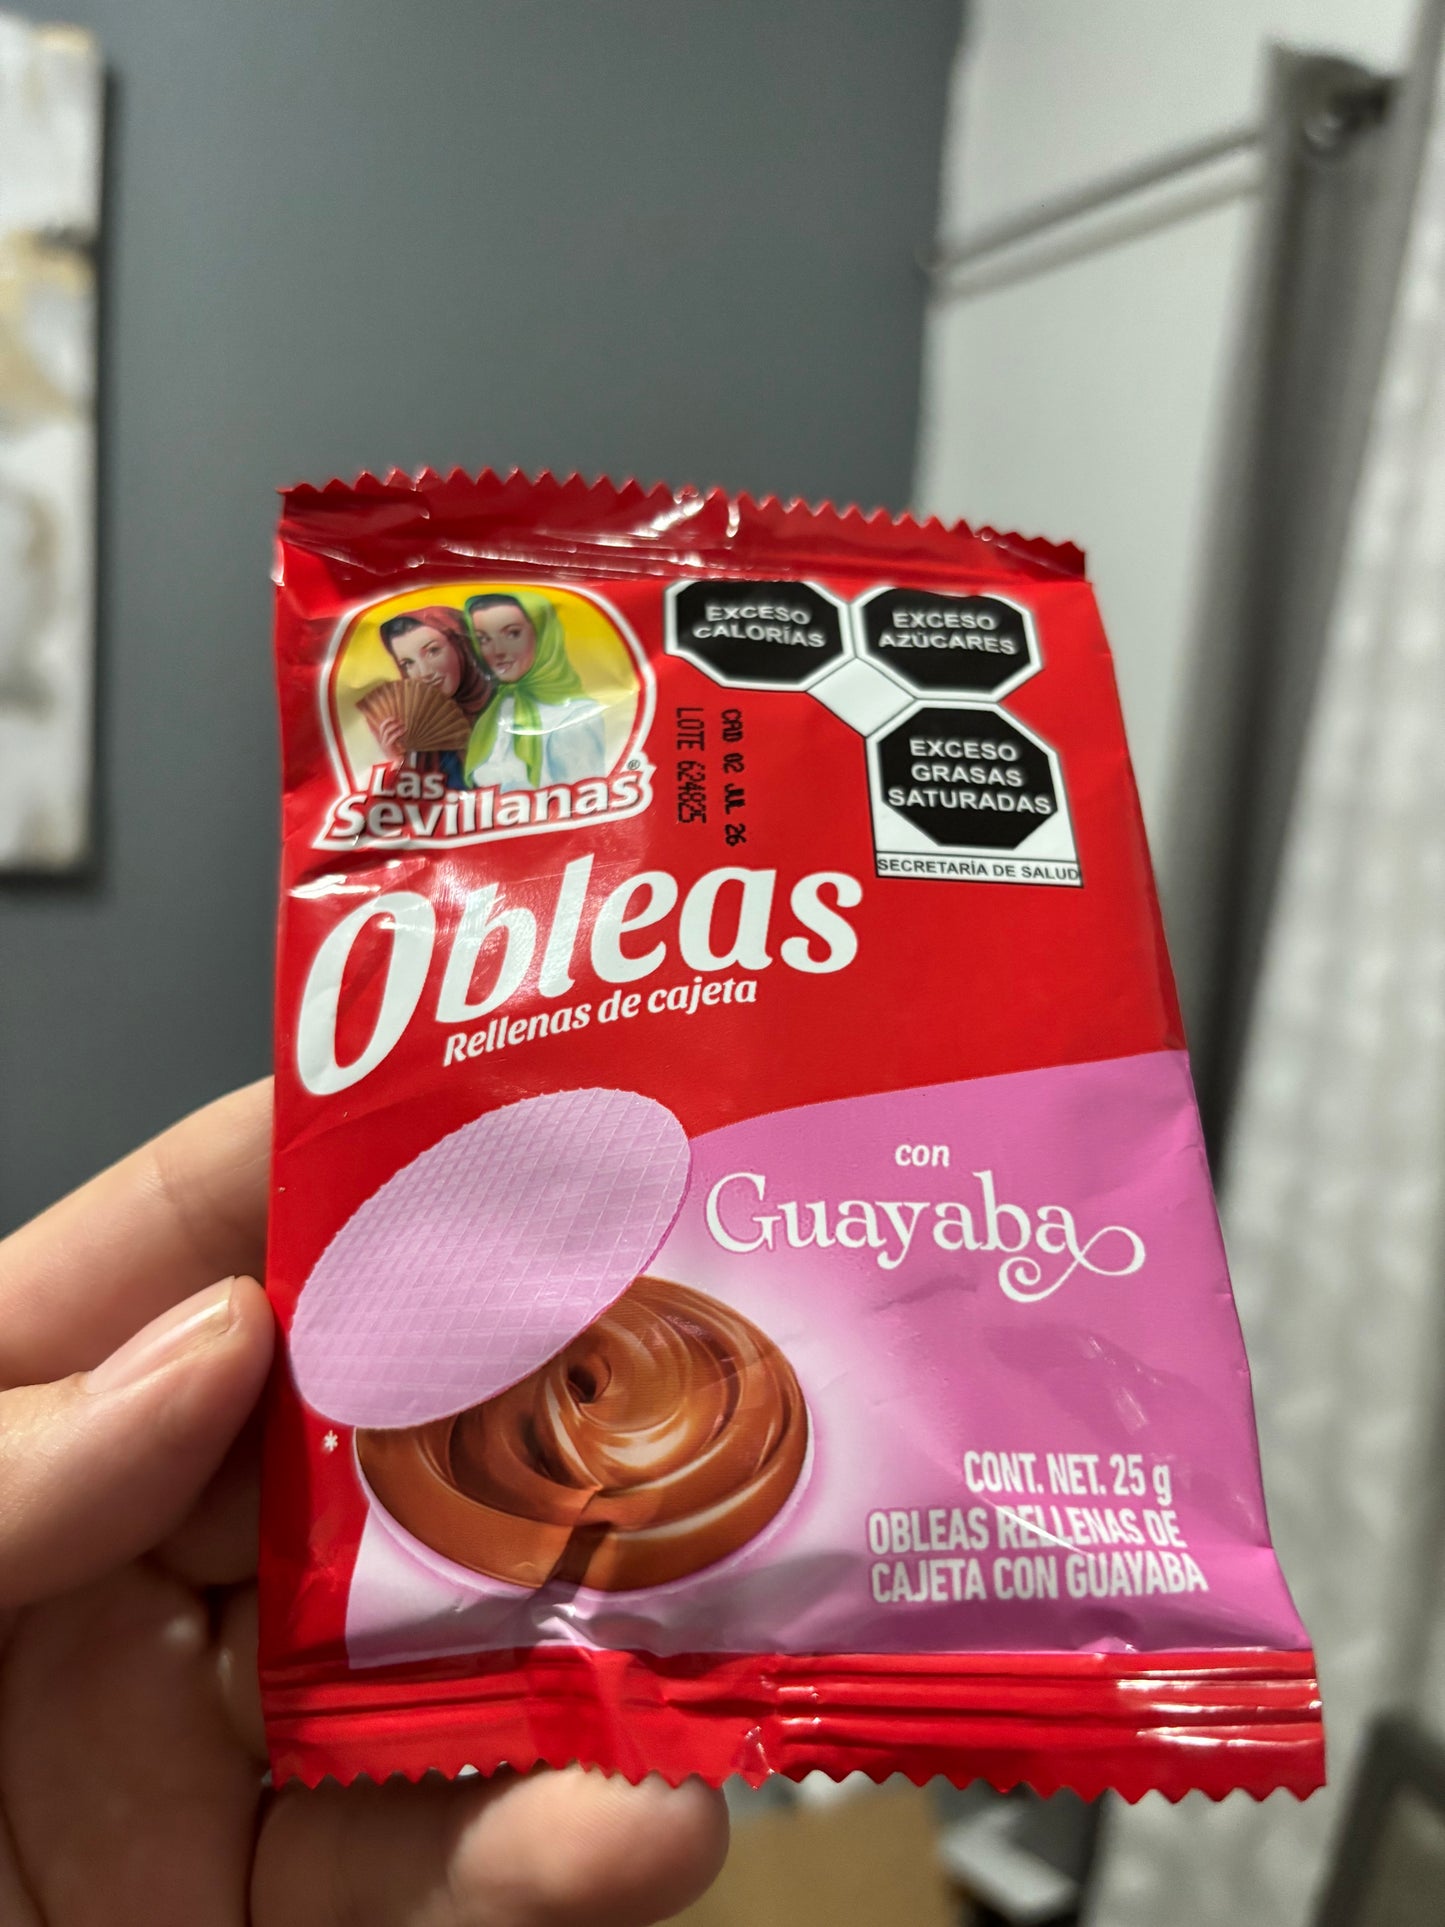 EXCESO
CALORÍAS
EXCESO
AZÚCARES
EXCESO
GRASAS
SATURADAS
SECRETARÍA DE SALUD
Las
Sevillanas®
CAD 02 JUL 26
LOTE 624825
Obleas
Rellenas de cajeta
con
Guayaba
*
CONT. NET. 25 g
OBLEAS RELLENAS DE
CAJETA CON GUAYABA